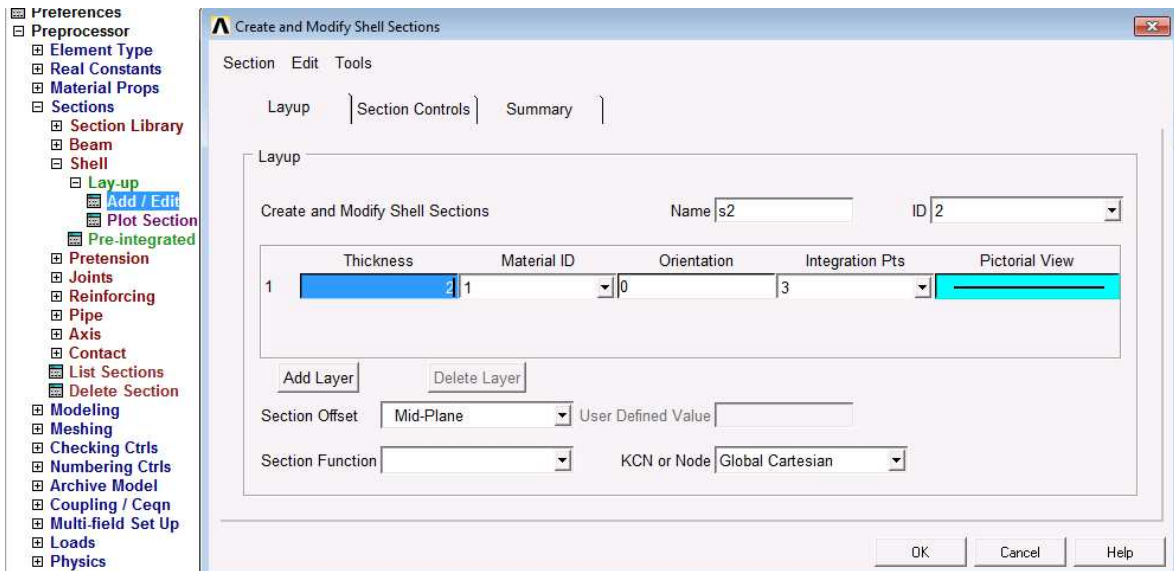 Preferences
Preprocessor
Element Type
Real Constants
Material Props
Sections
Section Library
Beam
Shell
Lay-up
Add / Edit
Plot Section
Pre-integrated
Pretension
Joints
Reinforcing
Pipe
Axis
Contact
List Sections
Delete Section
Modeling
Meshing
Checking Ctrls
Numbering Ctrls
Archive Model
Coupling / Ceqn
Multi-field Set Up
Loads
Physics
Create and Modify Shell Sections
Section Edit Tools
Layup Section Controls Summary
Layup
Create and Modify Shell Sections Name s2 ID 2
Thickness Material ID Orientation Integration Pts Pictorial View
1 2 1 0 3
Add Layer Delete Layer
Section Offset Mid-Plane User Defined Value
Section Function KCN or Node Global Cartesian
OK Cancel Help